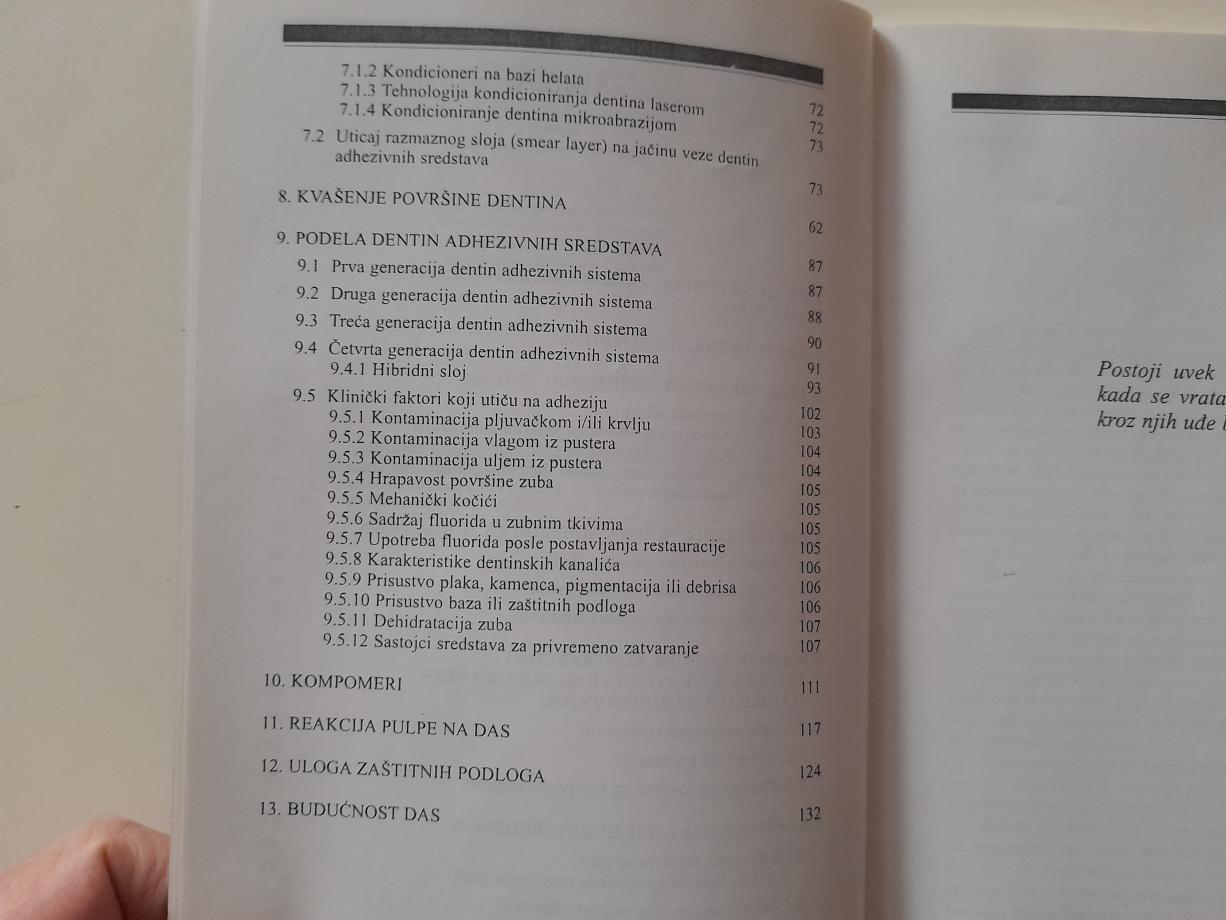 7.1.2 Kondicioneri na bazi helata 72
7.1.3 Tehnologija kondicioniranja dentina laserom 72
7.1.4 Kondicioniranje dentina mikroabrazijom 73
7.2 Uticaj razmaznog sloja (smear layer) na jačinu veze dentin
adhezivnih sredstava 73
8. KVAŠENJE POVRŠINE DENTINA 62
9. PODELA DENTIN ADHEZIVNIH SREDSTAVA 87
9.1 Prva generacija dentin adhezivnih sistema 87
9.2 Druga generacija dentin adhezivnih sistema 88
9.3 Treća generacija dentin adhezivnih sistema 90
9.4 Četvrta generacija dentin adhezivnih sistema 91
9.4.1 Hibridni sloj 93
9.5 Klinički faktori koji utiču na adheziju 102
9.5.1 Kontaminacija pljuvačkom i/ili krvlju 103
9.5.2 Kontaminacija vlagom iz pustera 104
9.5.3 Kontaminacija uljem iz pustera 104
9.5.4 Hrapavost površine zuba 105
9.5.5 Mehanički kočići 105
9.5.6 Sadržaj fluorida u zubnim tkivima 105
9.5.7 Upotreba fluorida posle postavljanja restauracije 105
9.5.8 Karakteristike dentinskih kanalića 106
9.5.9 Prisustvo plaka, kamenca, pigmentacija ili debrisa 106
9.5.10 Prisustvo baza ili zaštitnih podloga 106
9.5.11 Dehidratacija zuba 107
9.5.12 Sastojci sredstava za privremeno zatvaranje 107
10. KOMPOMERI 111
11. REAKCIJA PULPE NA DAS 117
12. ULOGA ZAŠTITNIH PODLOGA 124
13. BUDUĆNOST DAS 132
Postoji uvek
kada se vrata
kroz njih uđe